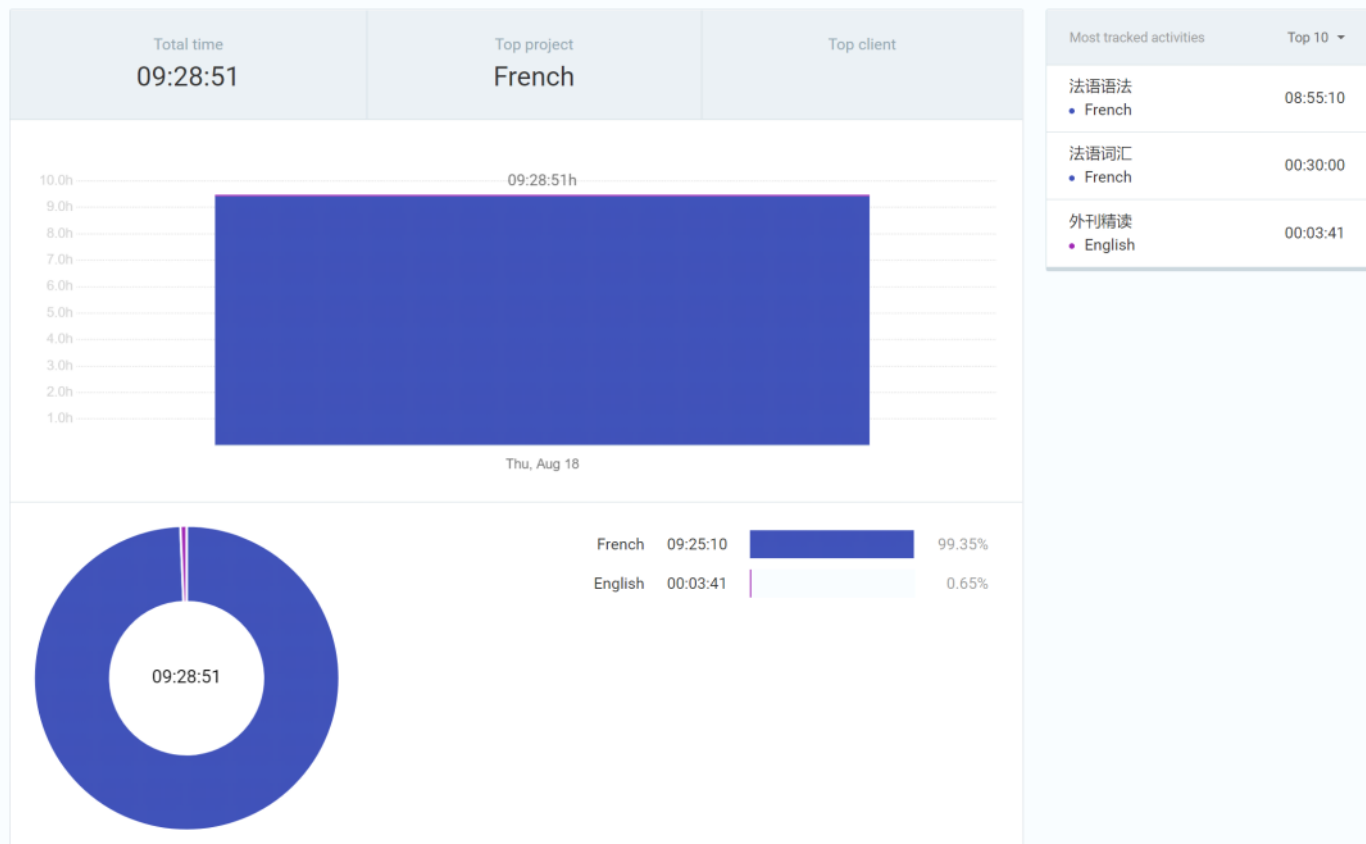 Total time
09:28:51
Top project
French
Top client
10.0h
9.0h
8.0h
7.0h
6.0h
5.0h
4.0h
3.0h
2.0h
1.0h
09:28:51h
Thu, Aug 18
09:28:51
French 09:25:10 99.35%
English 00:03:41 0.65%
Most tracked activities Top 10
法语语法
French
08:55:10
法语词汇
French
00:30:00
外刊精读
English
00:03:41